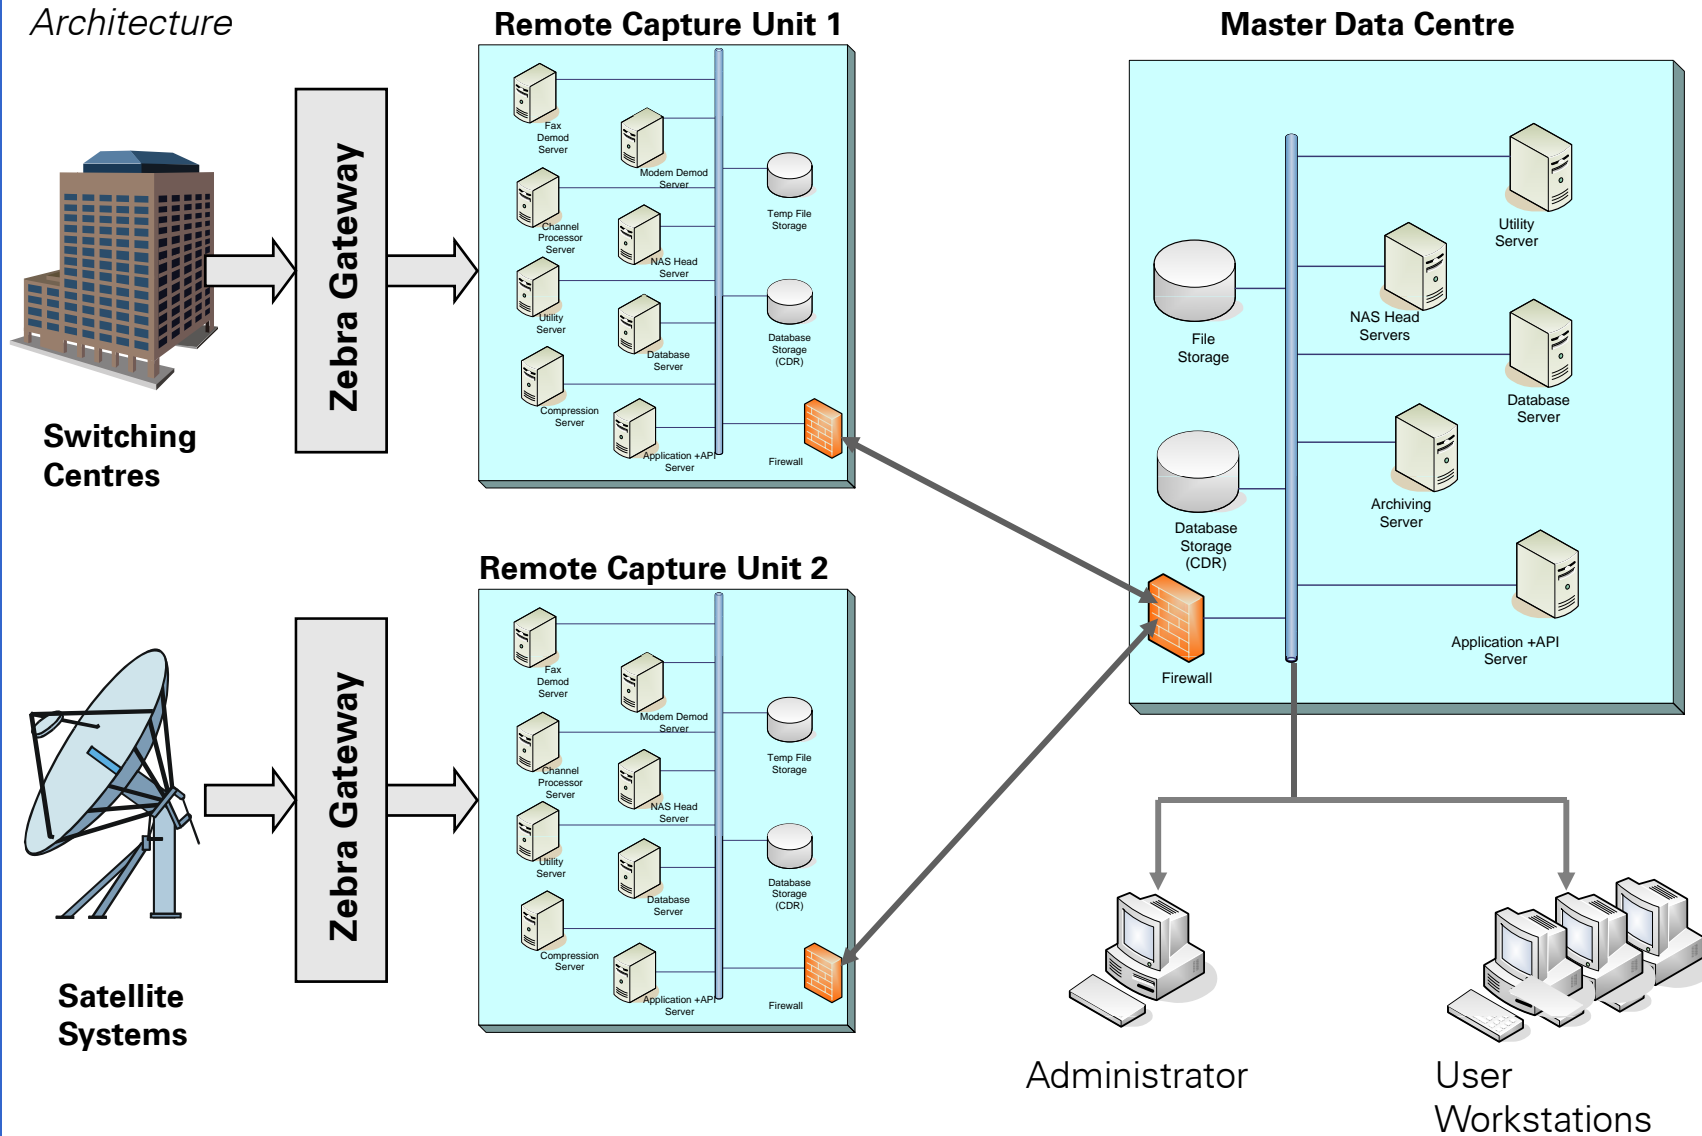 Architecture
Remote Capture Unit 1
Master Data Centre
Zebra Gateway
Switching
Centres
Fax
Demod
Server
Modem Demod
Server
Channel
Processor
Server
NAS Head
Server
Utility
Server
Database
Server
Compression
Server
Application +API
Server
Temp File
Storage
Database
Storage
(CDR)
Firewall
Utility
Server
NAS Head
Servers
File
Storage
Database
Server
Archiving
Server
Database
Storage
(CDR)
Application +API
Server
Firewall
Remote Capture Unit 2
Zebra Gateway
Satellite
Systems
Fax
Demod
Server
Modem Demod
Server
Channel
Processor
Server
NAS Head
Server
Utility
Server
Database
Server
Compression
Server
Application +API
Server
Temp File
Storage
Database
Storage
(CDR)
Firewall
Administrator
User
Workstations